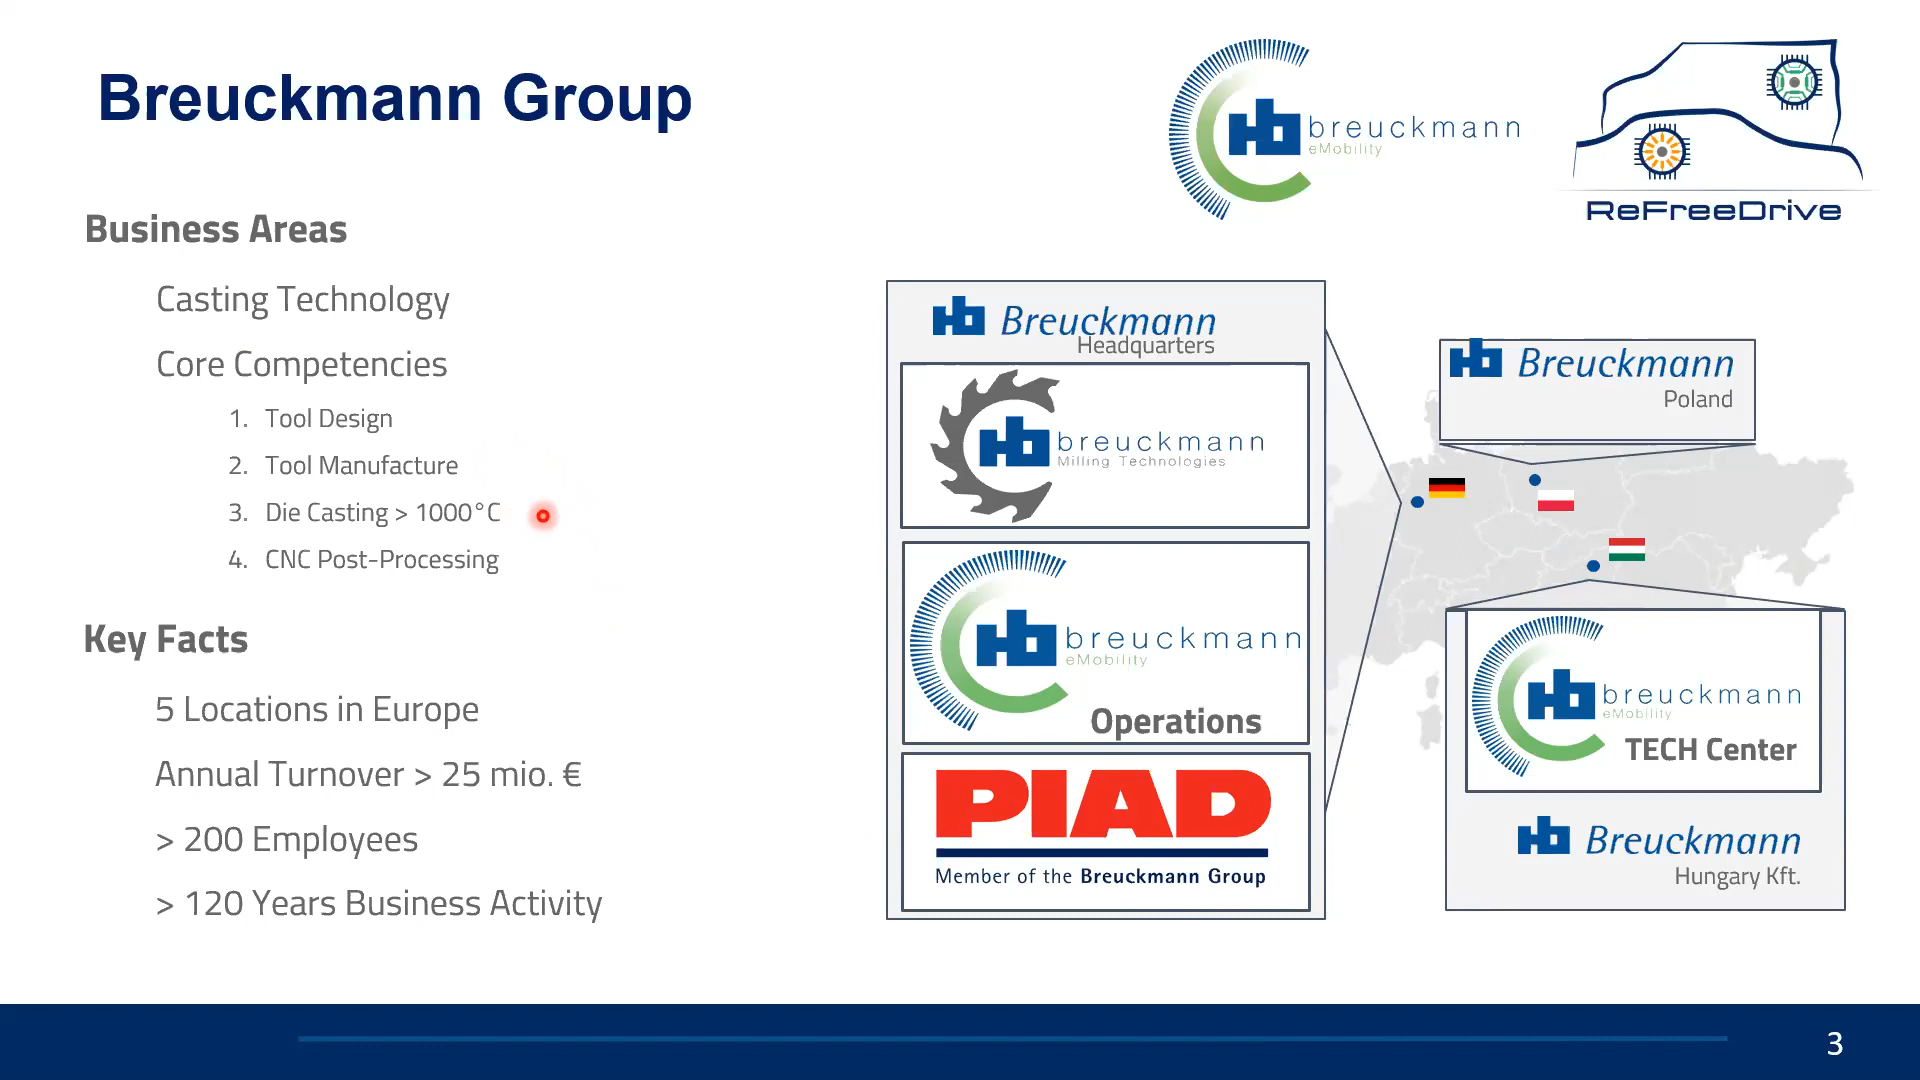 Breuckmann Group
breuckmann
eMobility
ReFreeDrive
Business Areas
Casting Technology
Core Competencies
1. Tool Design
2. Tool Manufacture
3. Die Casting > 1000°C
4. CNC Post-Processing
Key Facts
5 Locations in Europe
Annual Turnover > 25 mio. €
> 200 Employees
> 120 Years Business Activity
Breuckmann
Headquarters
breuckmann
Milling Technologies
breuckmann
eMobility
Operations
PIAD
Member of the Breuckmann Group
Breuckmann
Poland
breuckmann
eMobility
TECH Center
Breuckmann
Hungary Kft.
3